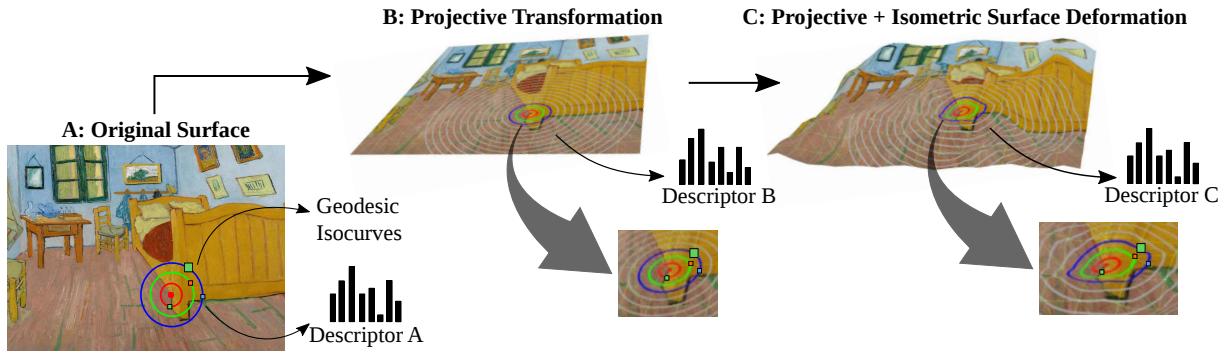 B: Projective Transformation
C: Projective + Isometric Surface Deformation
A: Original Surface
Geodesic
Isocurves
Descriptor A
Descriptor B
Descriptor C